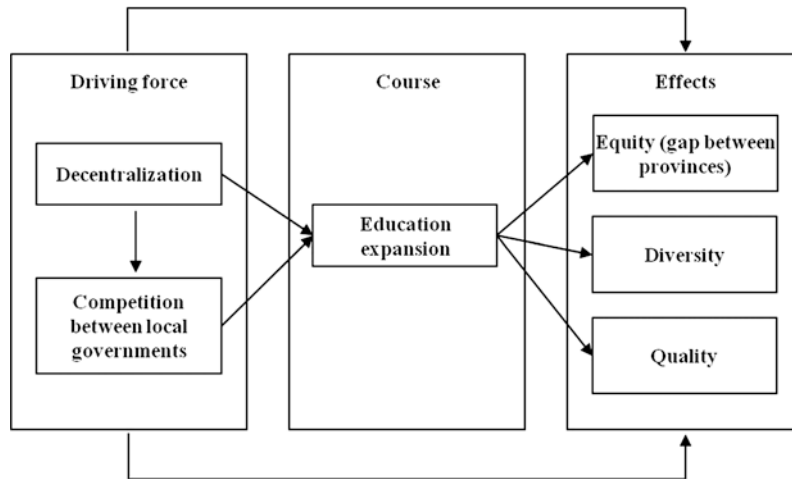 Driving force
Decentralization
Competition
between local
governments
Course
Education
expansion
Effects
Equity (gap between
provinces)
Diversity
Quality